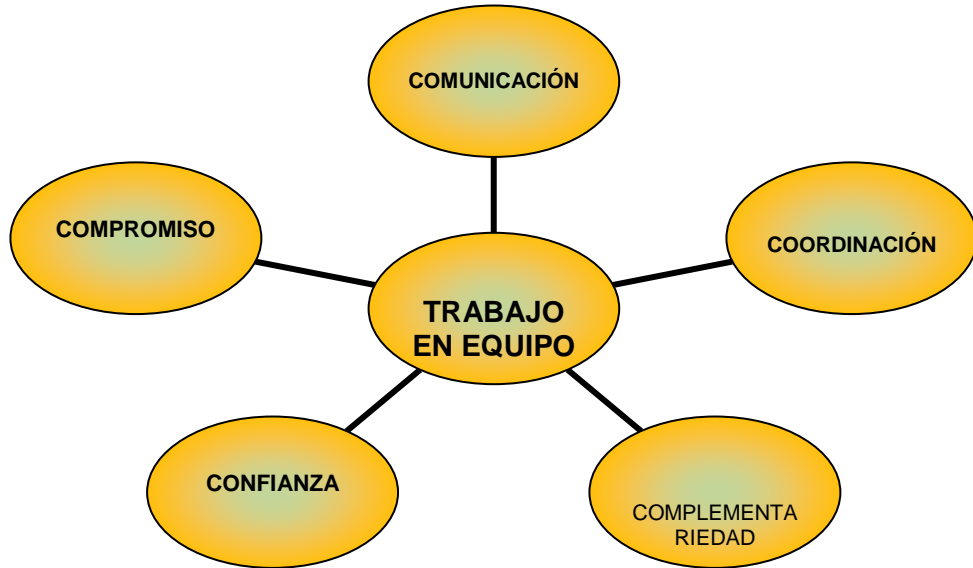 COMUNICACIÓN
COMPROMISO
COORDINACIÓN
TRABAJO
EN EQUIPO
CONFIANZA
COMPLEMENTA
RIEDAD